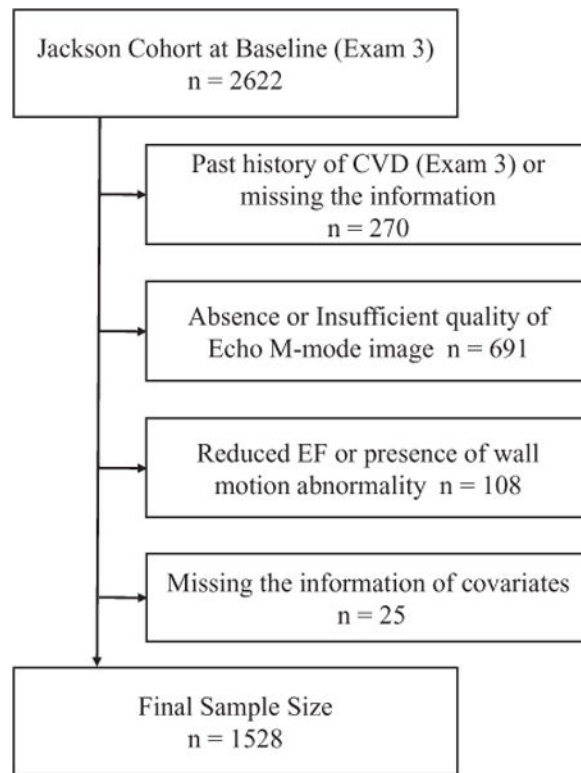 Jackson Cohort at Baseline (Exam 3)
n = 2622
Past history of CVD (Exam 3) or
missing the information
n = 270
Absence or Insufficient quality of
Echo M-mode image n = 691
Reduced EF or presence of wall
motion abnormality n = 108
Missing the information of covariates
n = 25
Final Sample Size
n = 1528